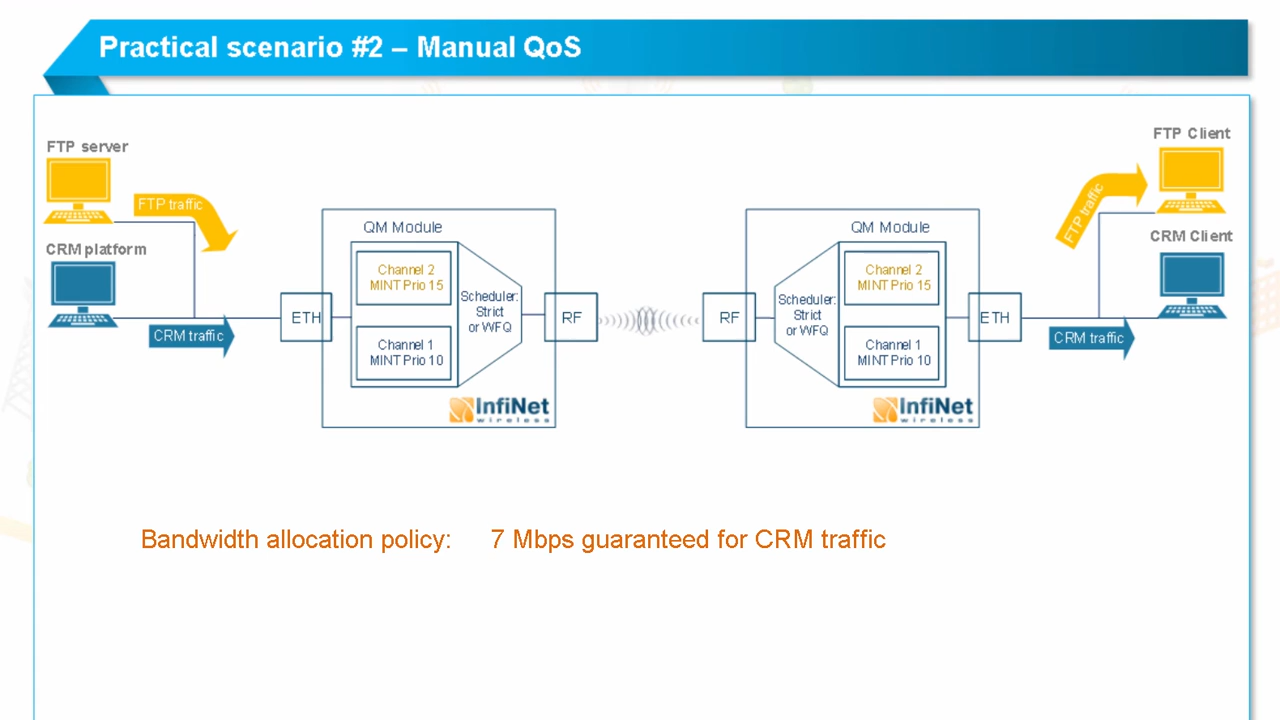 Practical scenario #2 – Manual QoS
FTP server
FTP traffic
CRM platform
CRM traffic
ETH
QM Module
Channel 2
MINT Prio 15
Channel 1
MINT Prio 10
Scheduler:
Strict
or WFQ
RF
InfiNet
wireless
RF
QM Module
Scheduler:
Strict
or WFQ
Channel 2
MINT Prio 15
Channel 1
MINT Prio 10
ETH
InfiNet
wireless
FTP Client
FTP traffic
CRM Client
CRM traffic
Bandwidth allocation policy: 7 Mbps guaranteed for CRM traffic